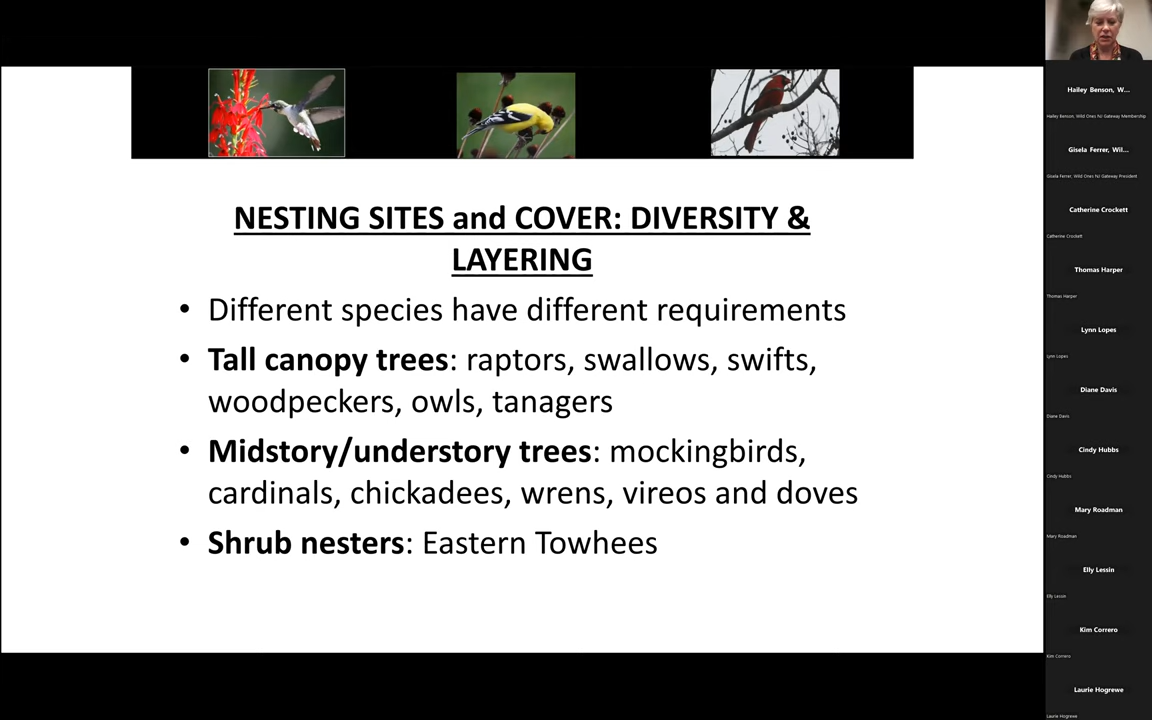 NESTING SITES and COVER: DIVERSITY &
LAYERING
• Different species have different requirements
• Tall canopy trees: raptors, swallows, swifts,
woodpeckers, owls, tanagers
• Midstory/understory trees: mockingbirds,
cardinals, chickadees, wrens, vireos and doves
• Shrub nesters: Eastern Towhees
Hailey Benson, W...
Hailey Benson, Wild Ones NJ Gateway Membership
Gisela Ferrer, Wil...
Gisela Ferrer, Wild Ones NJ Gateway President
Catherine Crockett
Catherine Crockett
Thomas Harper
Thomas Harper
Lynn Lopes
Lynn Lopes
Diane Davis
Diane Davis
Cindy Hubbs
Cindy Hubbs
Mary Roadman
Mary Roadman
Elly Lessin
Elly Lessin
Kim Correro
Kim Correro
Laurie Hogrewe
Laurie Hogrewe